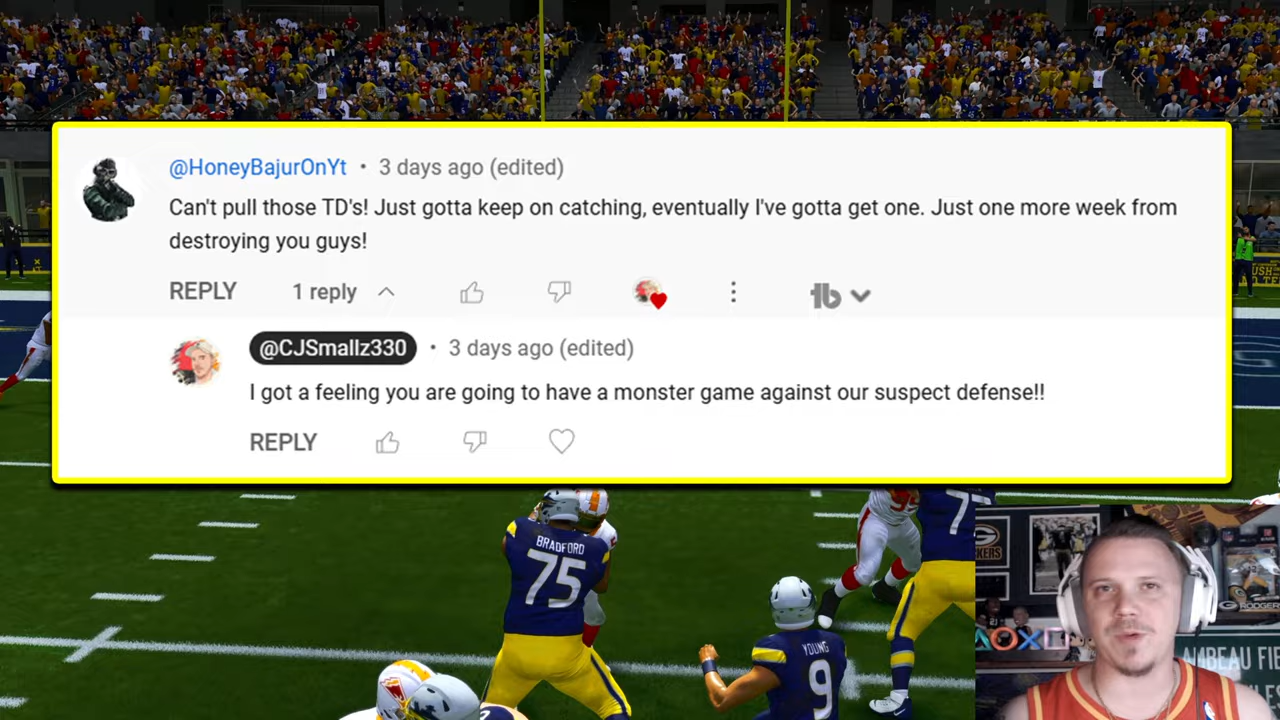 @HoneyBajurOnYt • 3 days ago (edited)
Can't pull those TD's! Just gotta keep on catching, eventually I've gotta get one. Just one more week from
destroying you guys!
REPLY 1 reply
@CJSmallz330 • 3 days ago (edited)
I got a feeling you are going to have a monster game against our suspect defense!!
REPLY
BRADFORD
75
77
YOUNG
9
RODGERS